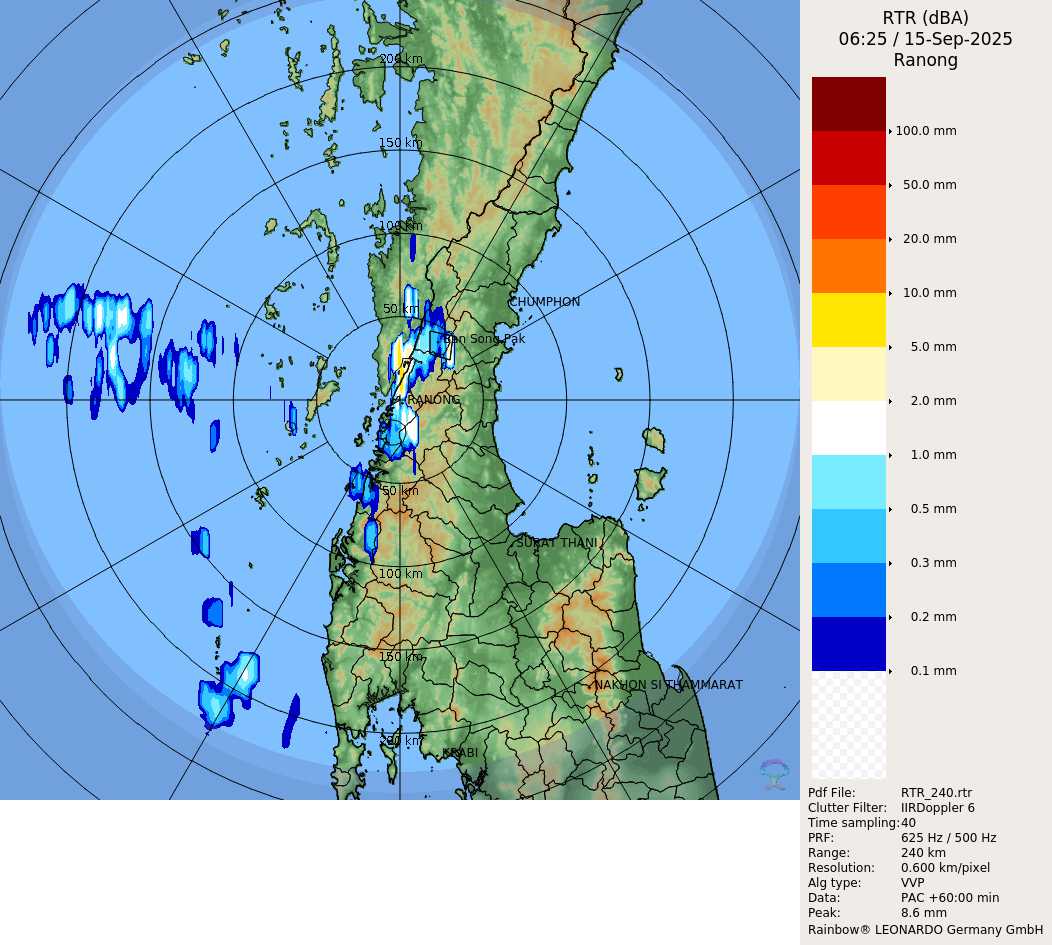 RTR (dBA)
06:25 / 15-Sep-2025
Ranong
100.0 mm
50.0 mm
20.0 mm
10.0 mm
5.0 mm
2.0 mm
1.0 mm
0.5 mm
0.3 mm
0.2 mm
0.1 mm
Pdf File: RTR_240.rtr
Clutter Filter: IIRDoppler 6
Time sampling: 40
PRF: 625 Hz / 500 Hz
Range: 240 km
Resolution: 0.600 km/pixel
Alg type: VVP
Data: PAC +60:00 min
Peak: 8.6 mm
Rainbow® LEONARDO Germany GmbH
200 km
150 km
100 km
50 km
CHUMPHON
Ban Song Pak
RANONG
50 km
SURAT THANI
100 km
150 km
NAKHON SI THAMMARAT
200 km
KRABI